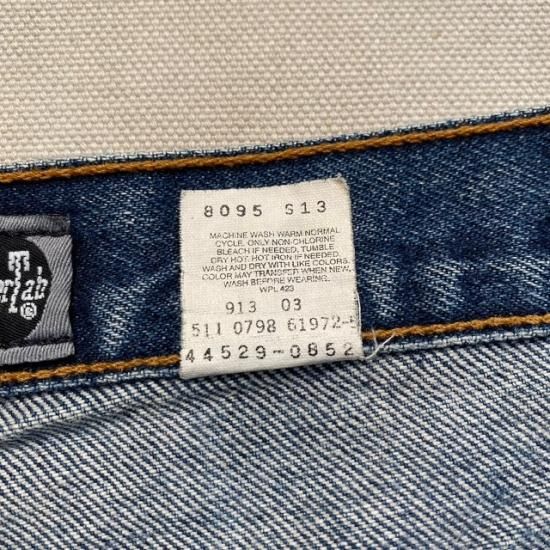 8095 S13
MACHINE WASH WARM NORMAL
CYCLE. ONLY NON-CHLORINE
BLEACH IF NEEDED. TUMBLE
DRY HOT. HOT IRON IF NEEDED.
WASH AND DRY WITH LIKE COLORS.
COLOR MAY TRANSFER WHEN NEW.
WASH BEFORE WEARING.
WPL 423
913 03
511 0798 61972-
44529-0852
erTab
®